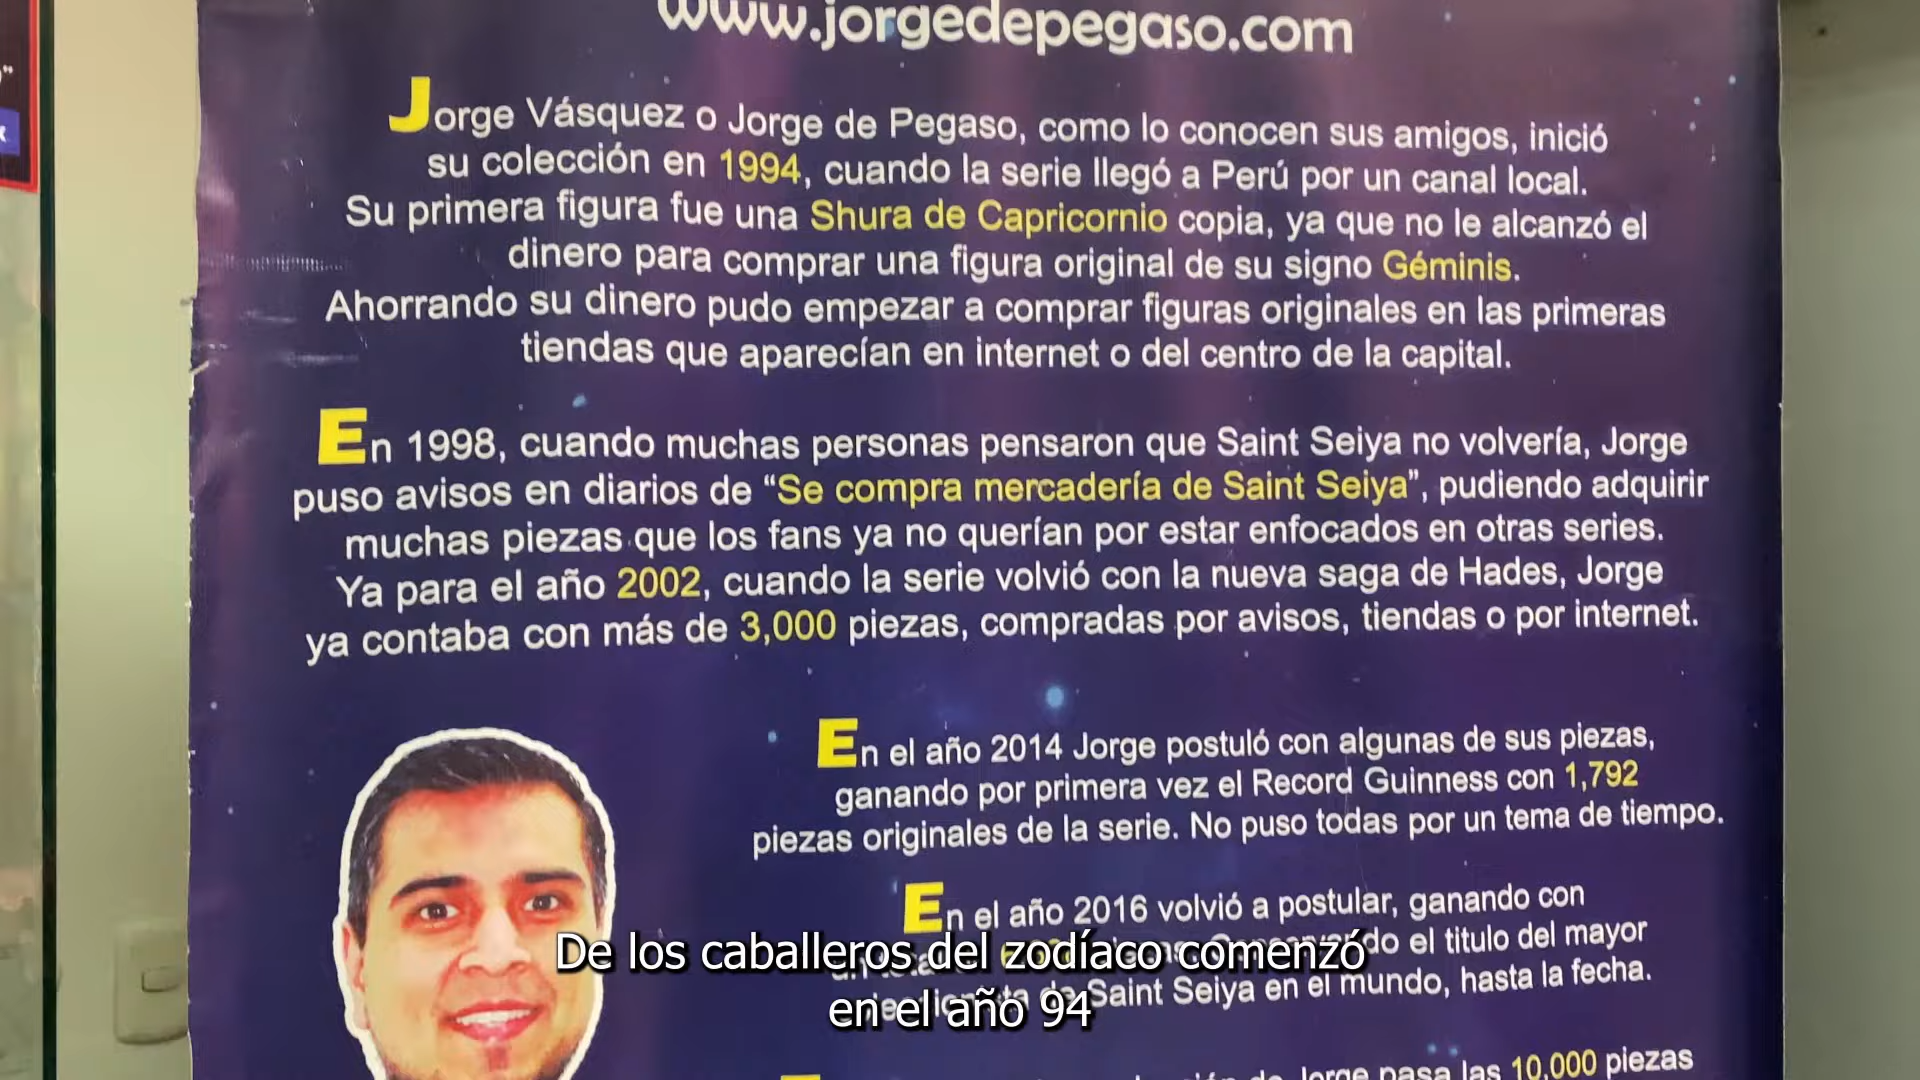 www.jorgedepegaso.com
Jorge Vásquez o Jorge de Pegaso, como lo conocen sus amigos, inició
su colección en 1994, cuando la serie llegó a Perú por un canal local.
Su primera figura fue una Shura de Capricornio copia, ya que no le alcanzó el
dinero para comprar una figura original de su signo Géminis.
Ahorrando su dinero pudo empezar a comprar figuras originales en las primeras
tiendas que aparecían en internet o del centro de la capital.
En 1998, cuando muchas personas pensaron que Saint Seiya no volvería, Jorge
puso avisos en diarios de “Se compra mercadería de Saint Seiya”, pudiendo adquirir
muchas piezas que los fans ya no querían por estar enfocados en otras series.
Ya para el año 2002, cuando la serie volvió con la nueva saga de Hades, Jorge
ya contaba con más de 3,000 piezas, compradas por avisos, tiendas o por internet.
En el año 2014 Jorge postuló con algunas de sus piezas,
ganando por primera vez el Record Guinness con 1,792
piezas originales de la serie. No puso todas por un tema de tiempo.
En el año 2016 volvió a postular, ganando con
el titulo del mayor
de Saint Seiya en el mundo, hasta la fecha.
de Jorge pasa las 10,000 piezas
De los caballeros del zodíaco comenzó
en el año 94